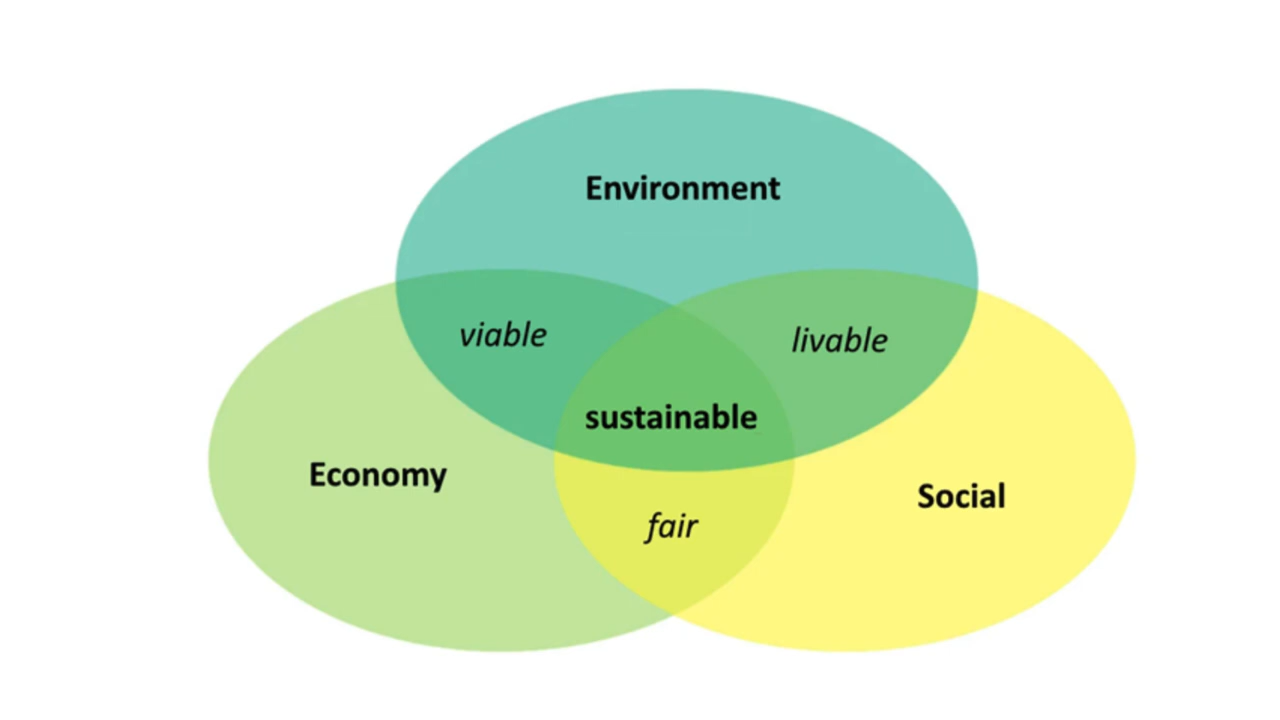 Environment
viable
livable
sustainable
Economy
Social
fair